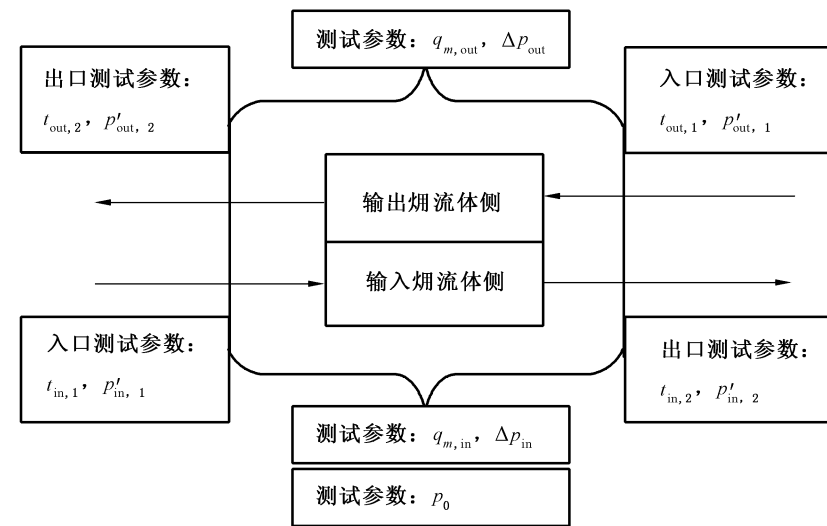 测试参数：q_{m,out}，Δp_{out}
出口测试参数：
t_{out,2}，p′_{out, 2}
入口测试参数：
t_{out,1}，p′_{out, 1}
输出㶲流体侧
输入㶲流体侧
入口测试参数：
t_{in,1}，p′_{in, 1}
出口测试参数：
t_{in,2}，p′_{in, 2}
测试参数：q_{m,in}，Δp_{in}
测试参数：p_0